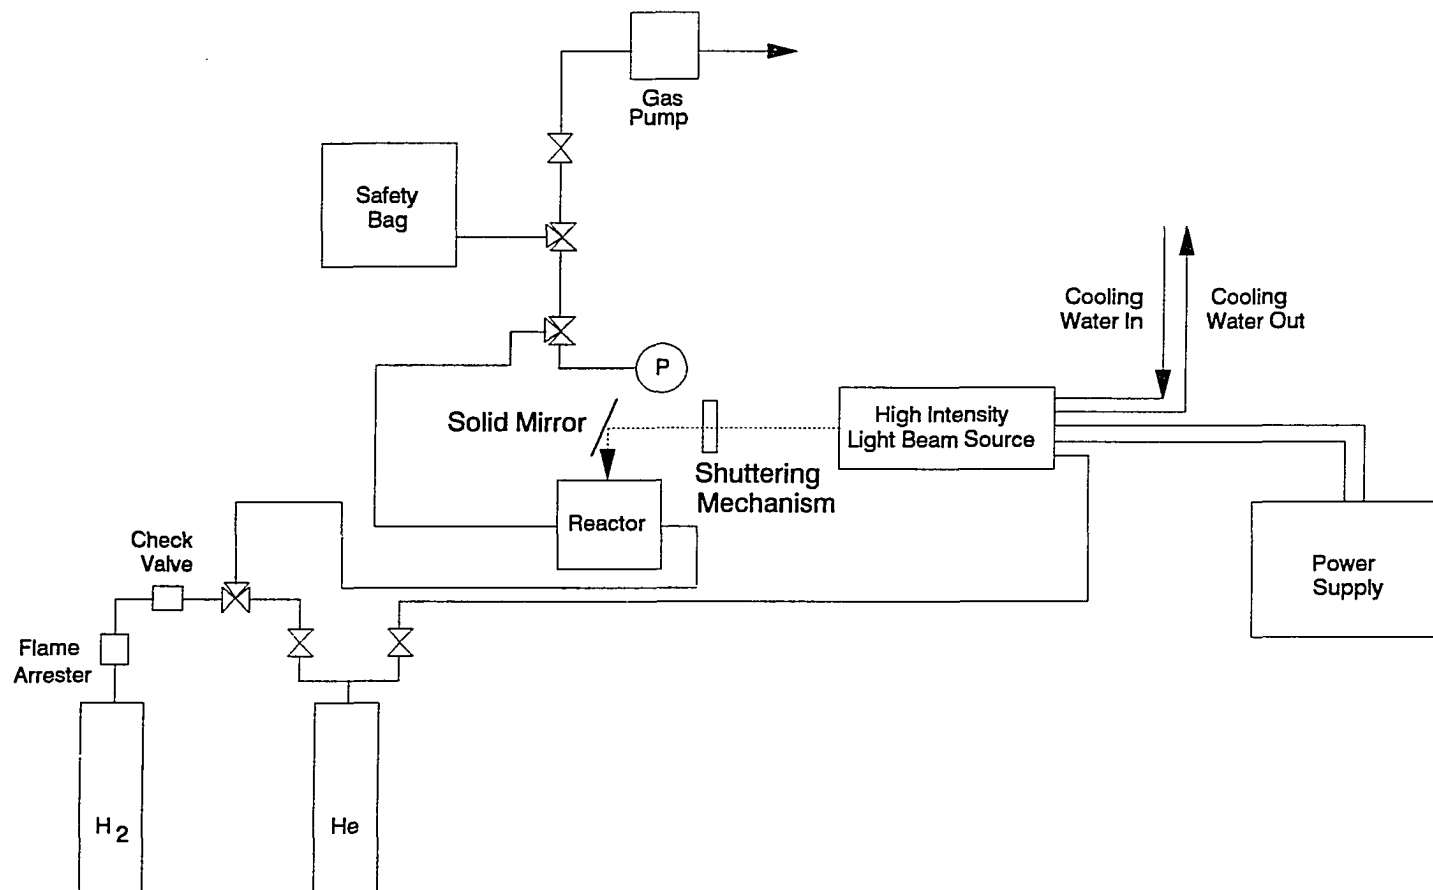 Gas
Pump
Safety
Bag
Cooling
Water In
Cooling
Water Out
P
Solid Mirror
High Intensity
Light Beam Source
Shuttering
Mechanism
Reactor
Check
Valve
Power
Supply
Flame
Arrester
H2
He